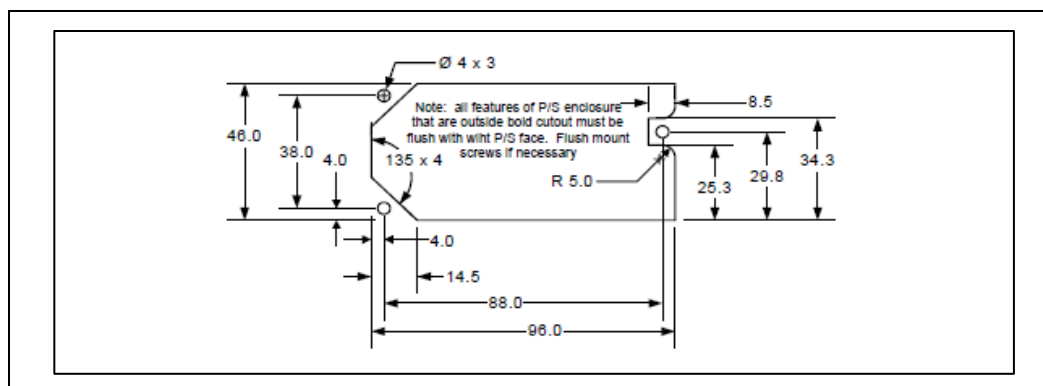 Ø 4 x 3
Note: all features of P/S enclosure
that are outside bold cutout must be
flush with wiht P/S face. Flush mount
screws if necessary
8.5
46.0
38.0
4.0
135 x 4
R 5.0
25.3
29.8
34.3
4.0
14.5
88.0
96.0